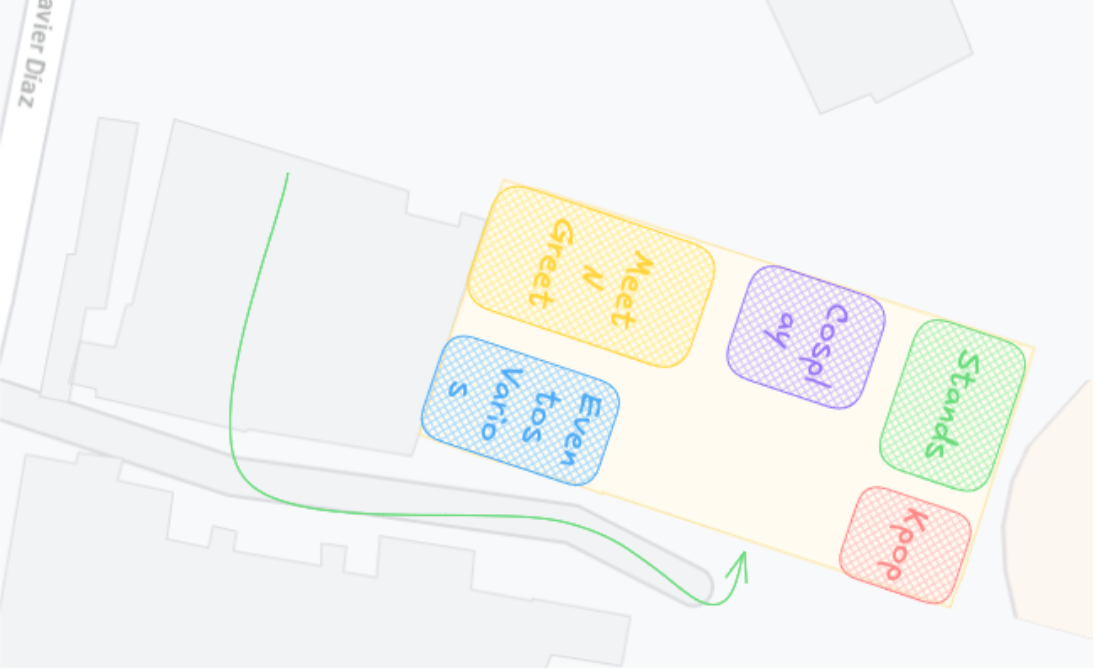 avier Diaz
Meet
N
Greet
Cospl
ay
Stands
Even
tos
Vario
s
Kpop